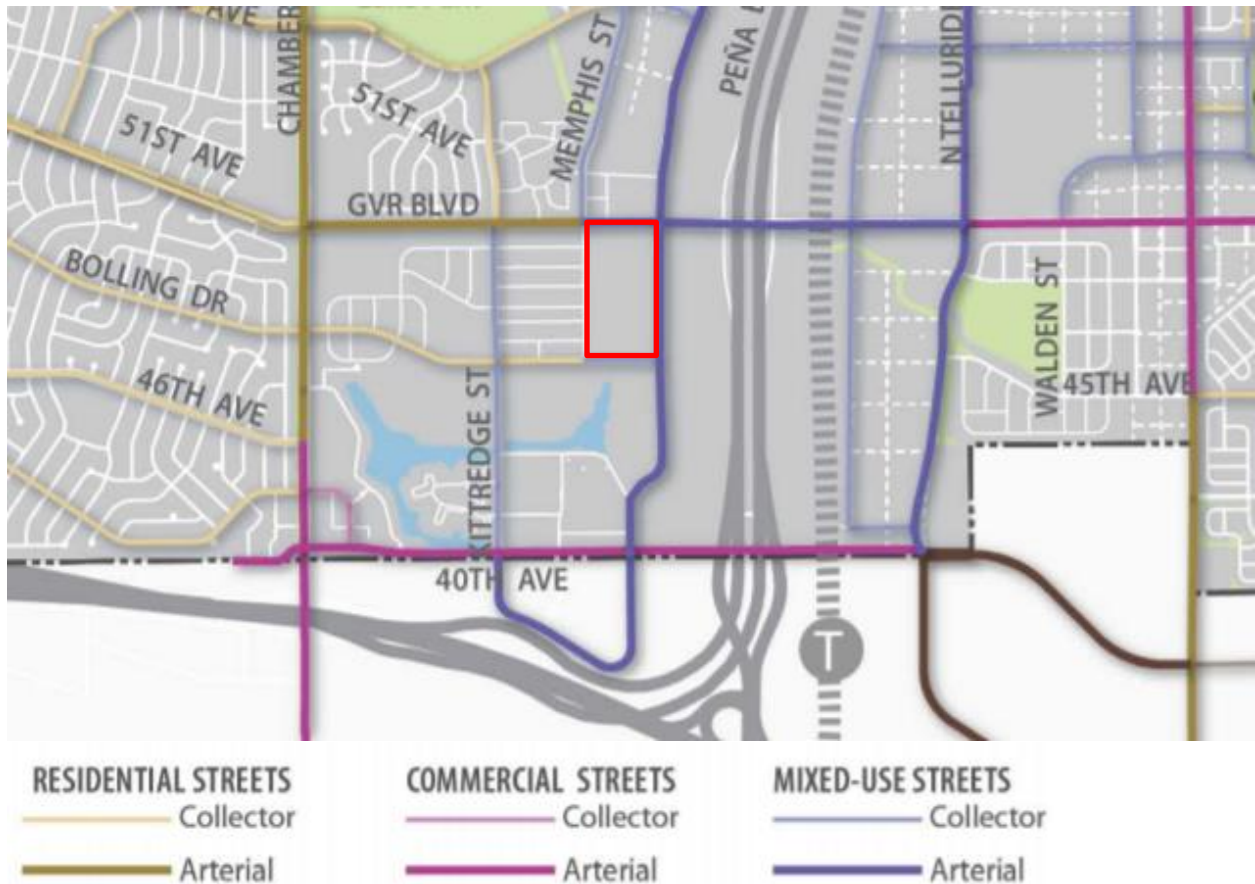 CHAMBER
51ST AVE
51ST AVE
MEMPHIS ST
PEÑA
N TELLURID
GVR BLVD
BOLLING DR
46TH AVE
KITTREDGE ST
WALDEN ST
45TH AVE
40TH AVE
T
RESIDENTIAL STREETS
Collector
Arterial
COMMERCIAL STREETS
Collector
Arterial
MIXED-USE STREETS
Collector
Arterial